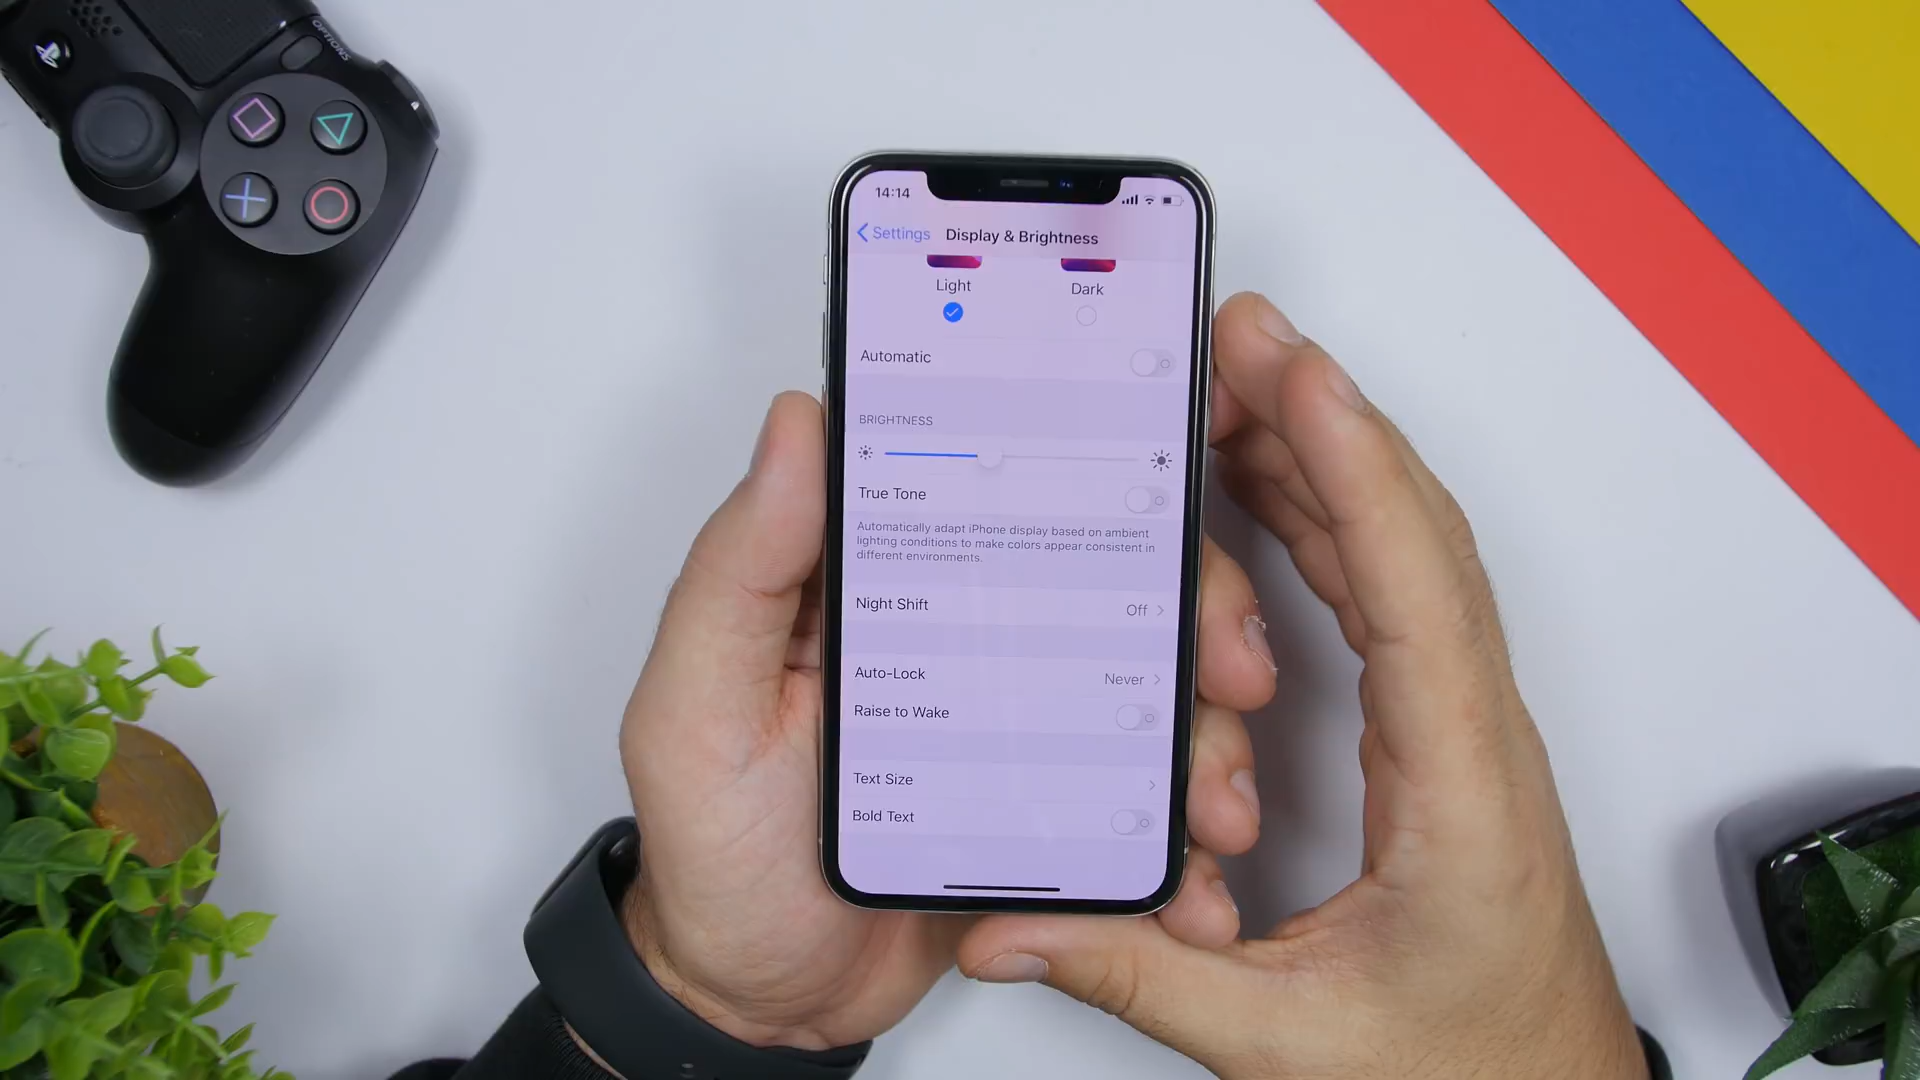 OPTIONS
14:14
Settings
Display & Brightness
Light
Dark
Automatic
BRIGHTNESS
True Tone
Automatically adapt iPhone display based on ambient
lighting conditions to make colors appear consistent in
different environments.
Night Shift
Off
Auto-Lock
Never
Raise to Wake
Text Size
Bold Text